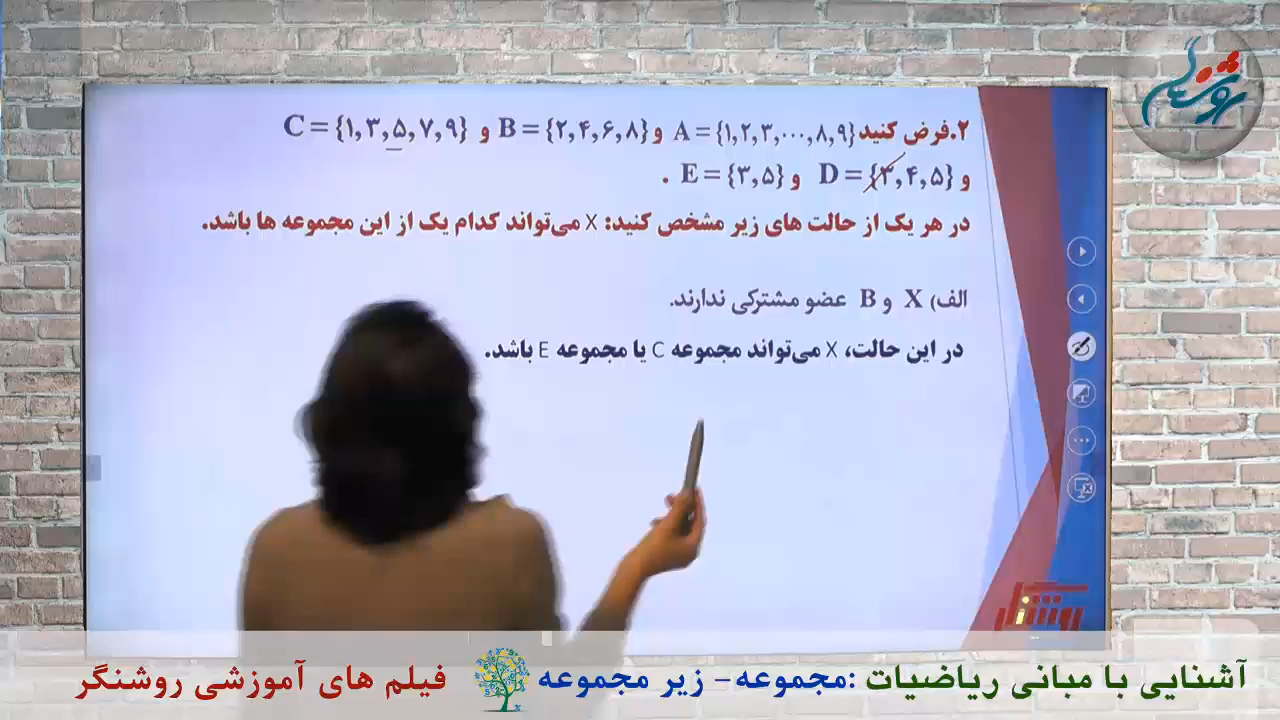 ۲.فرض کنید A = {۱,۲,۳,⋯,۸,۹} و B = {۲,۴,۶,۸} و C = {۱,۳,۵,۷,۹}
و D = {۳,۴,۵} و E = {۳,۵} .
در هر یک از حالت های زیر مشخص کنید: X می‌تواند کدام یک از این مجموعه ها باشد.
الف) X و B عضو مشترکی ندارند.
در این حالت، X می‌تواند مجموعه C یا مجموعه E باشد.
روشنگر
آشنایی با مبانی ریاضیات :مجموعه- زیر مجموعه فیلم های آموزشی روشنگر